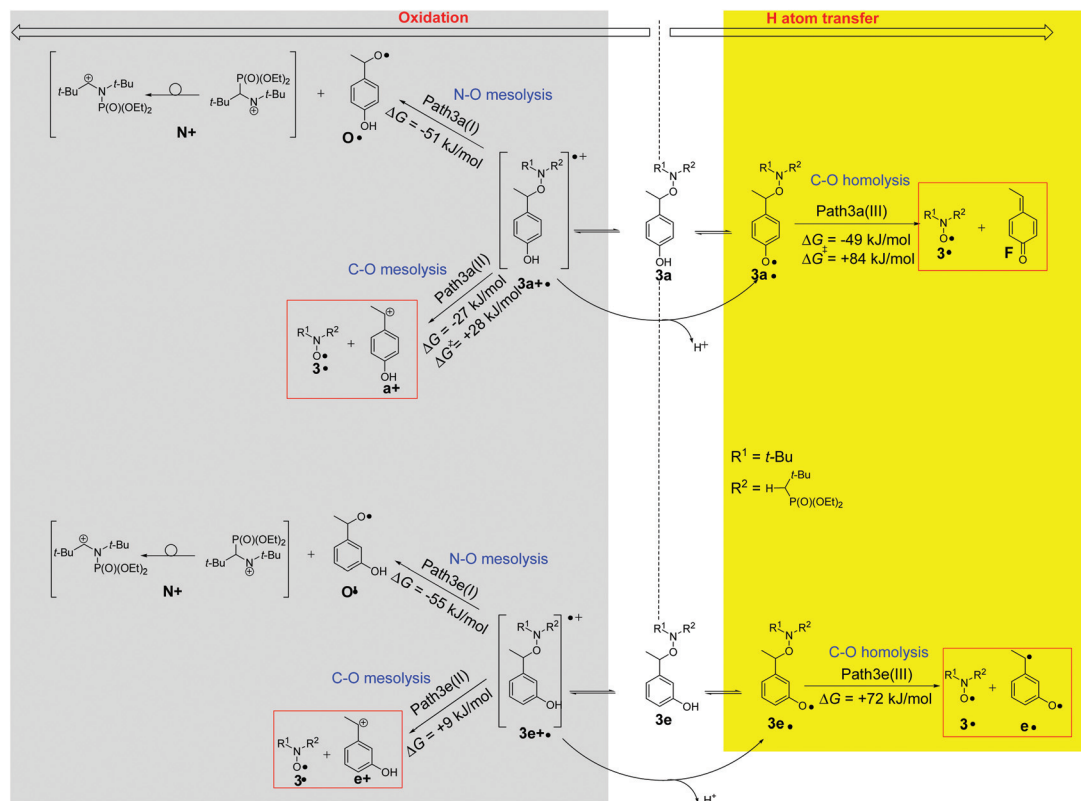 Oxidation
H atom transfer
t-Bu
t-Bu
N
P(O)(OEt)2
P(O)(OEt)2
t-Bu
N
t-Bu
N+
+
O•
OH
O•
N-O mesolysis
Path3a(I)
ΔG = -51 kJ/mol
R1 R2
N
O
OH
•+
3a+•
R1 R2
N
O
OH
3a
R1 R2
N
O
O•
3a•
C-O homolysis
Path3a(III)
ΔG = -49 kJ/mol
ΔG‡ = +84 kJ/mol
R1 R2
N
O•
3•
+
O
F
C-O mesolysis
Path3a(II)
ΔG = -27 kJ/mol
ΔG‡ = +28 kJ/mol
H+
R1 R2
N
O•
3•
+
OH
a+
R1 = t-Bu
R2 = H
t-Bu
P(O)(OEt)2
t-Bu
t-Bu
N
P(O)(OEt)2
P(O)(OEt)2
t-Bu
N
t-Bu
N+
+
O•
OH
O•
N-O mesolysis
Path3e(I)
ΔG = -55 kJ/mol
R1 R2
N
O
OH
•+
3e+•
R1 R2
N
O
OH
3e
R1 R2
N
O
O•
3e•
C-O homolysis
Path3e(III)
ΔG = +72 kJ/mol
R1 R2
N
O•
3•
+
O•
e•
C-O mesolysis
Path3e(II)
ΔG = +9 kJ/mol
R1 R2
N
O•
3•
+
OH
e+
H+